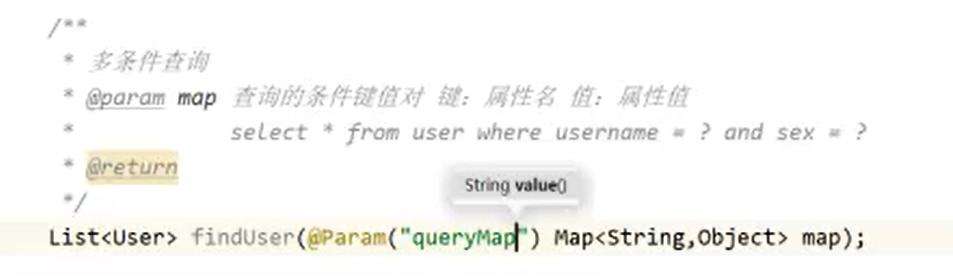 /**
* 多条件查询
* @param map 查询的条件键值对 键：属性名 值：属性值
* select * from user where username = ? and sex = ?
* @return
*/
String value()
List<User> findUser(@Param("queryMap") Map<String,Object> map);